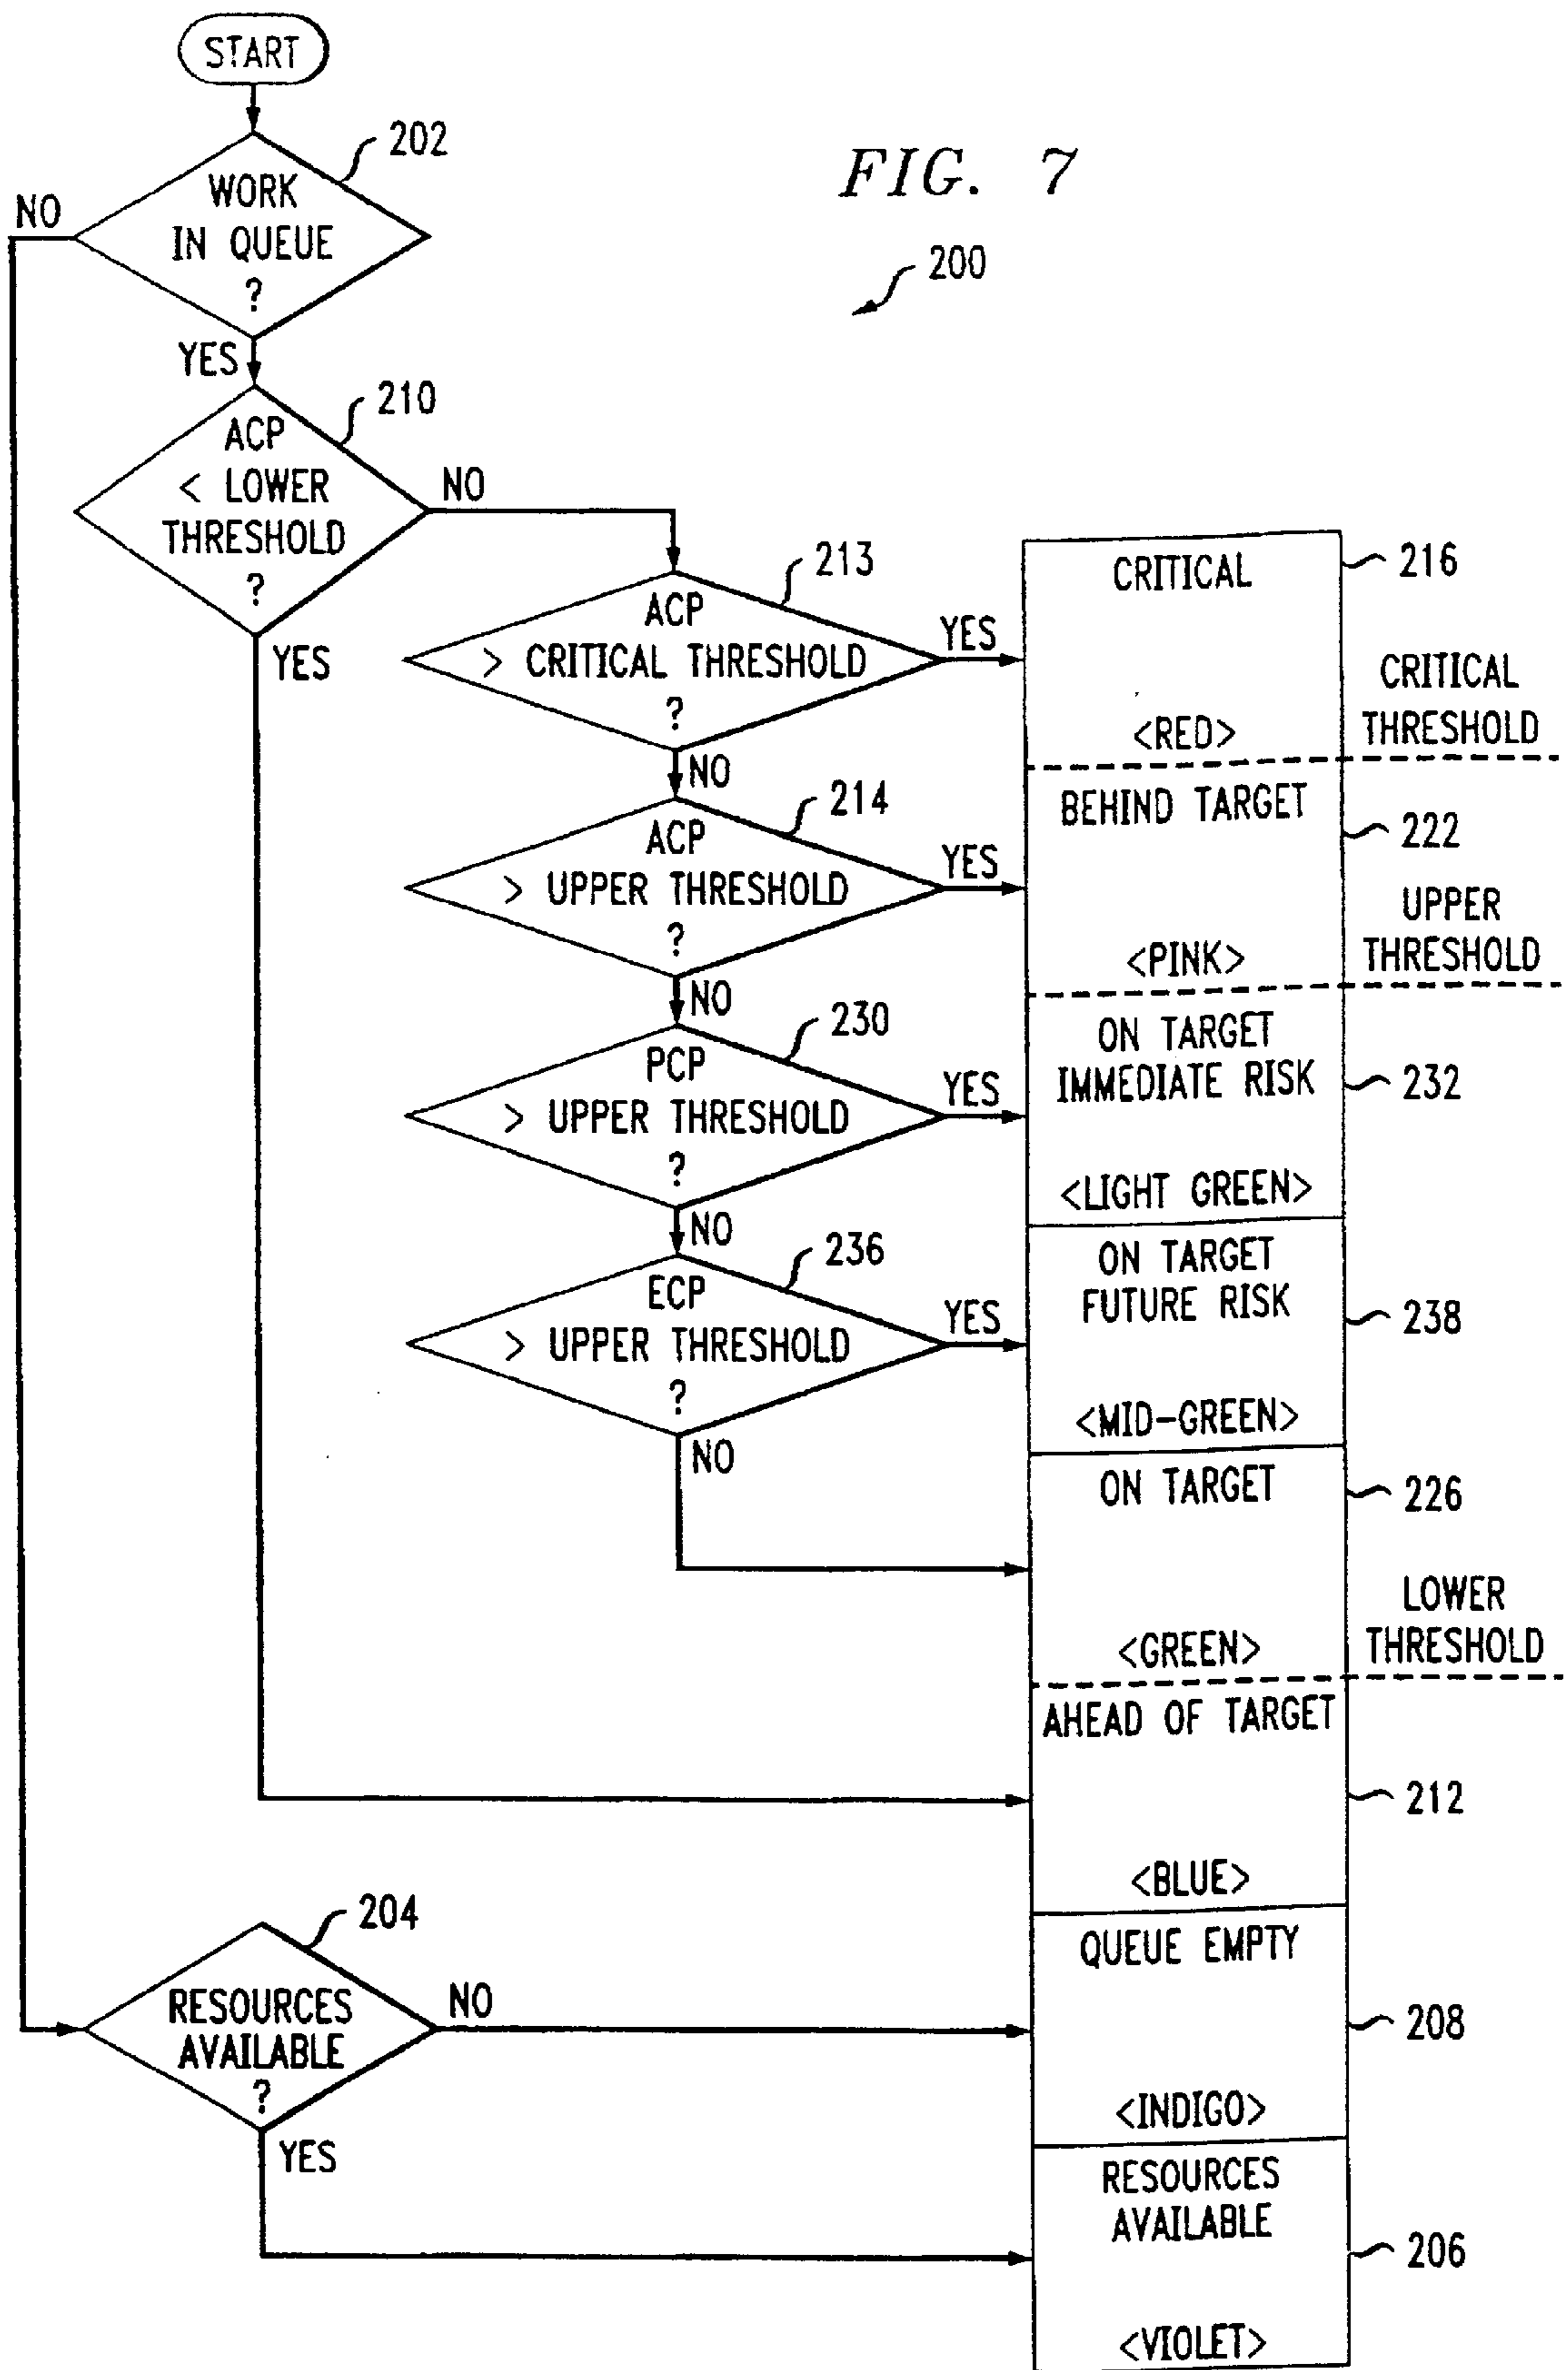 START
202
FIG. 7
WORK
IN QUEUE
?
NO
200
YES
210
ACP
< LOWER
THRESHOLD
?
NO
YES
213
ACP
> CRITICAL THRESHOLD
?
YES
NO
CRITICAL
216
<RED>
CRITICAL
THRESHOLD
214
ACP
> UPPER THRESHOLD
?
YES
NO
BEHIND TARGET
222
<PINK>
UPPER
THRESHOLD
230
PCP
> UPPER THRESHOLD
?
YES
NO
ON TARGET
IMMEDIATE RISK
232
<LIGHT GREEN>
236
ECP
> UPPER THRESHOLD
?
YES
NO
ON TARGET
FUTURE RISK
238
<MID-GREEN>
ON TARGET
226
<GREEN>
LOWER
THRESHOLD
AHEAD OF TARGET
212
<BLUE>
204
RESOURCES
AVAILABLE
?
NO
YES
QUEUE EMPTY
208
<INDIGO>
RESOURCES
AVAILABLE
206
<VIOLET>